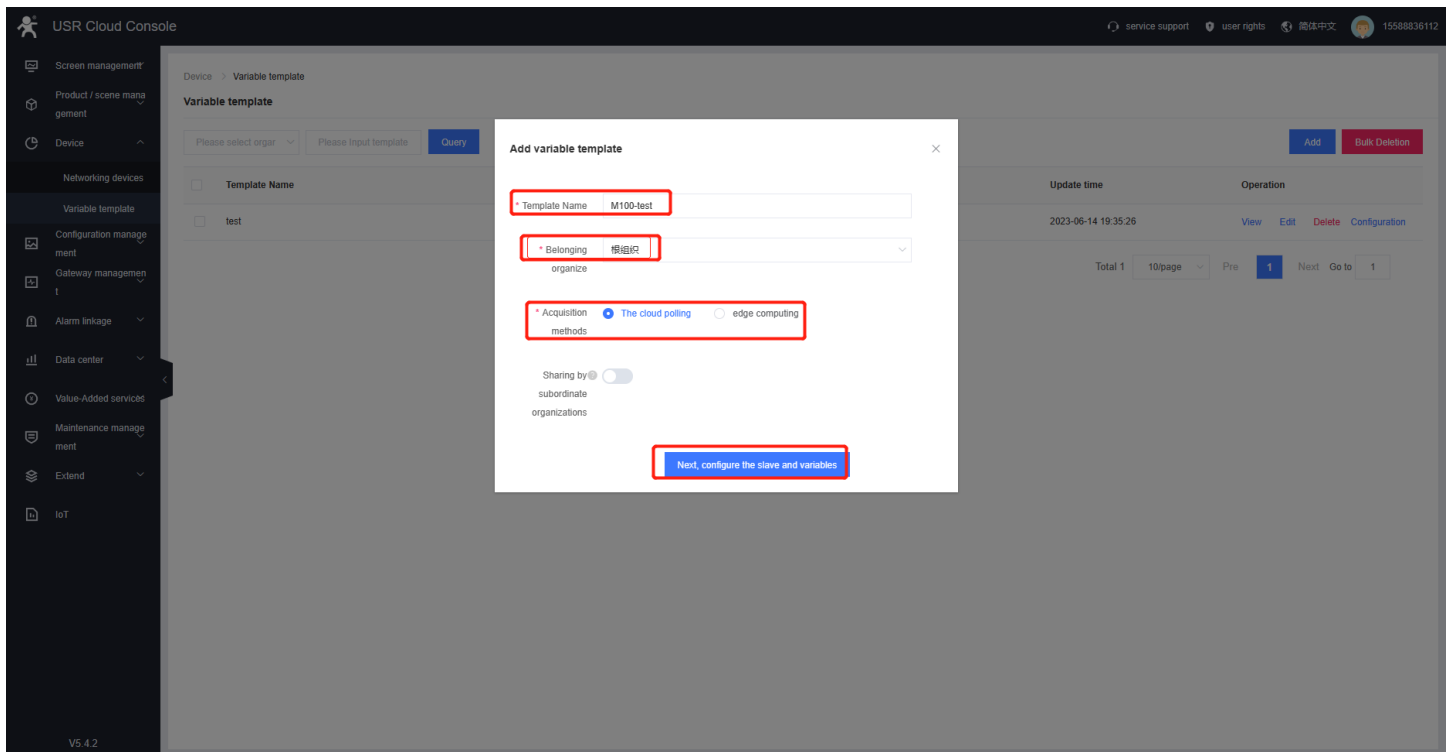 USR Cloud Console
service support
user rights
简体中文
15588836112
Screen management
Product / scene mana
gement
Device
Networking devices
Variable template
Configuration manage
ment
Gateway managemen
t
Alarm linkage
Data center
Value-Added services
Maintenance manage
ment
Extend
IoT
V5.4.2
Device > Variable template
Variable template
Please select orgar
Please Input template
Query
Add
Bulk Deletion
Template Name
Update time
Operation
test
2023-06-14 19:35:26
View Edit Delete Configuration
Total 1 10/page Pre 1 Next Go to 1
Add variable template
* Template Name M100-test
* Belonging 根组织
organize
* Acquisition The cloud polling edge computing
methods
Sharing by
subordinate
organizations
Next, configure the slave and variables